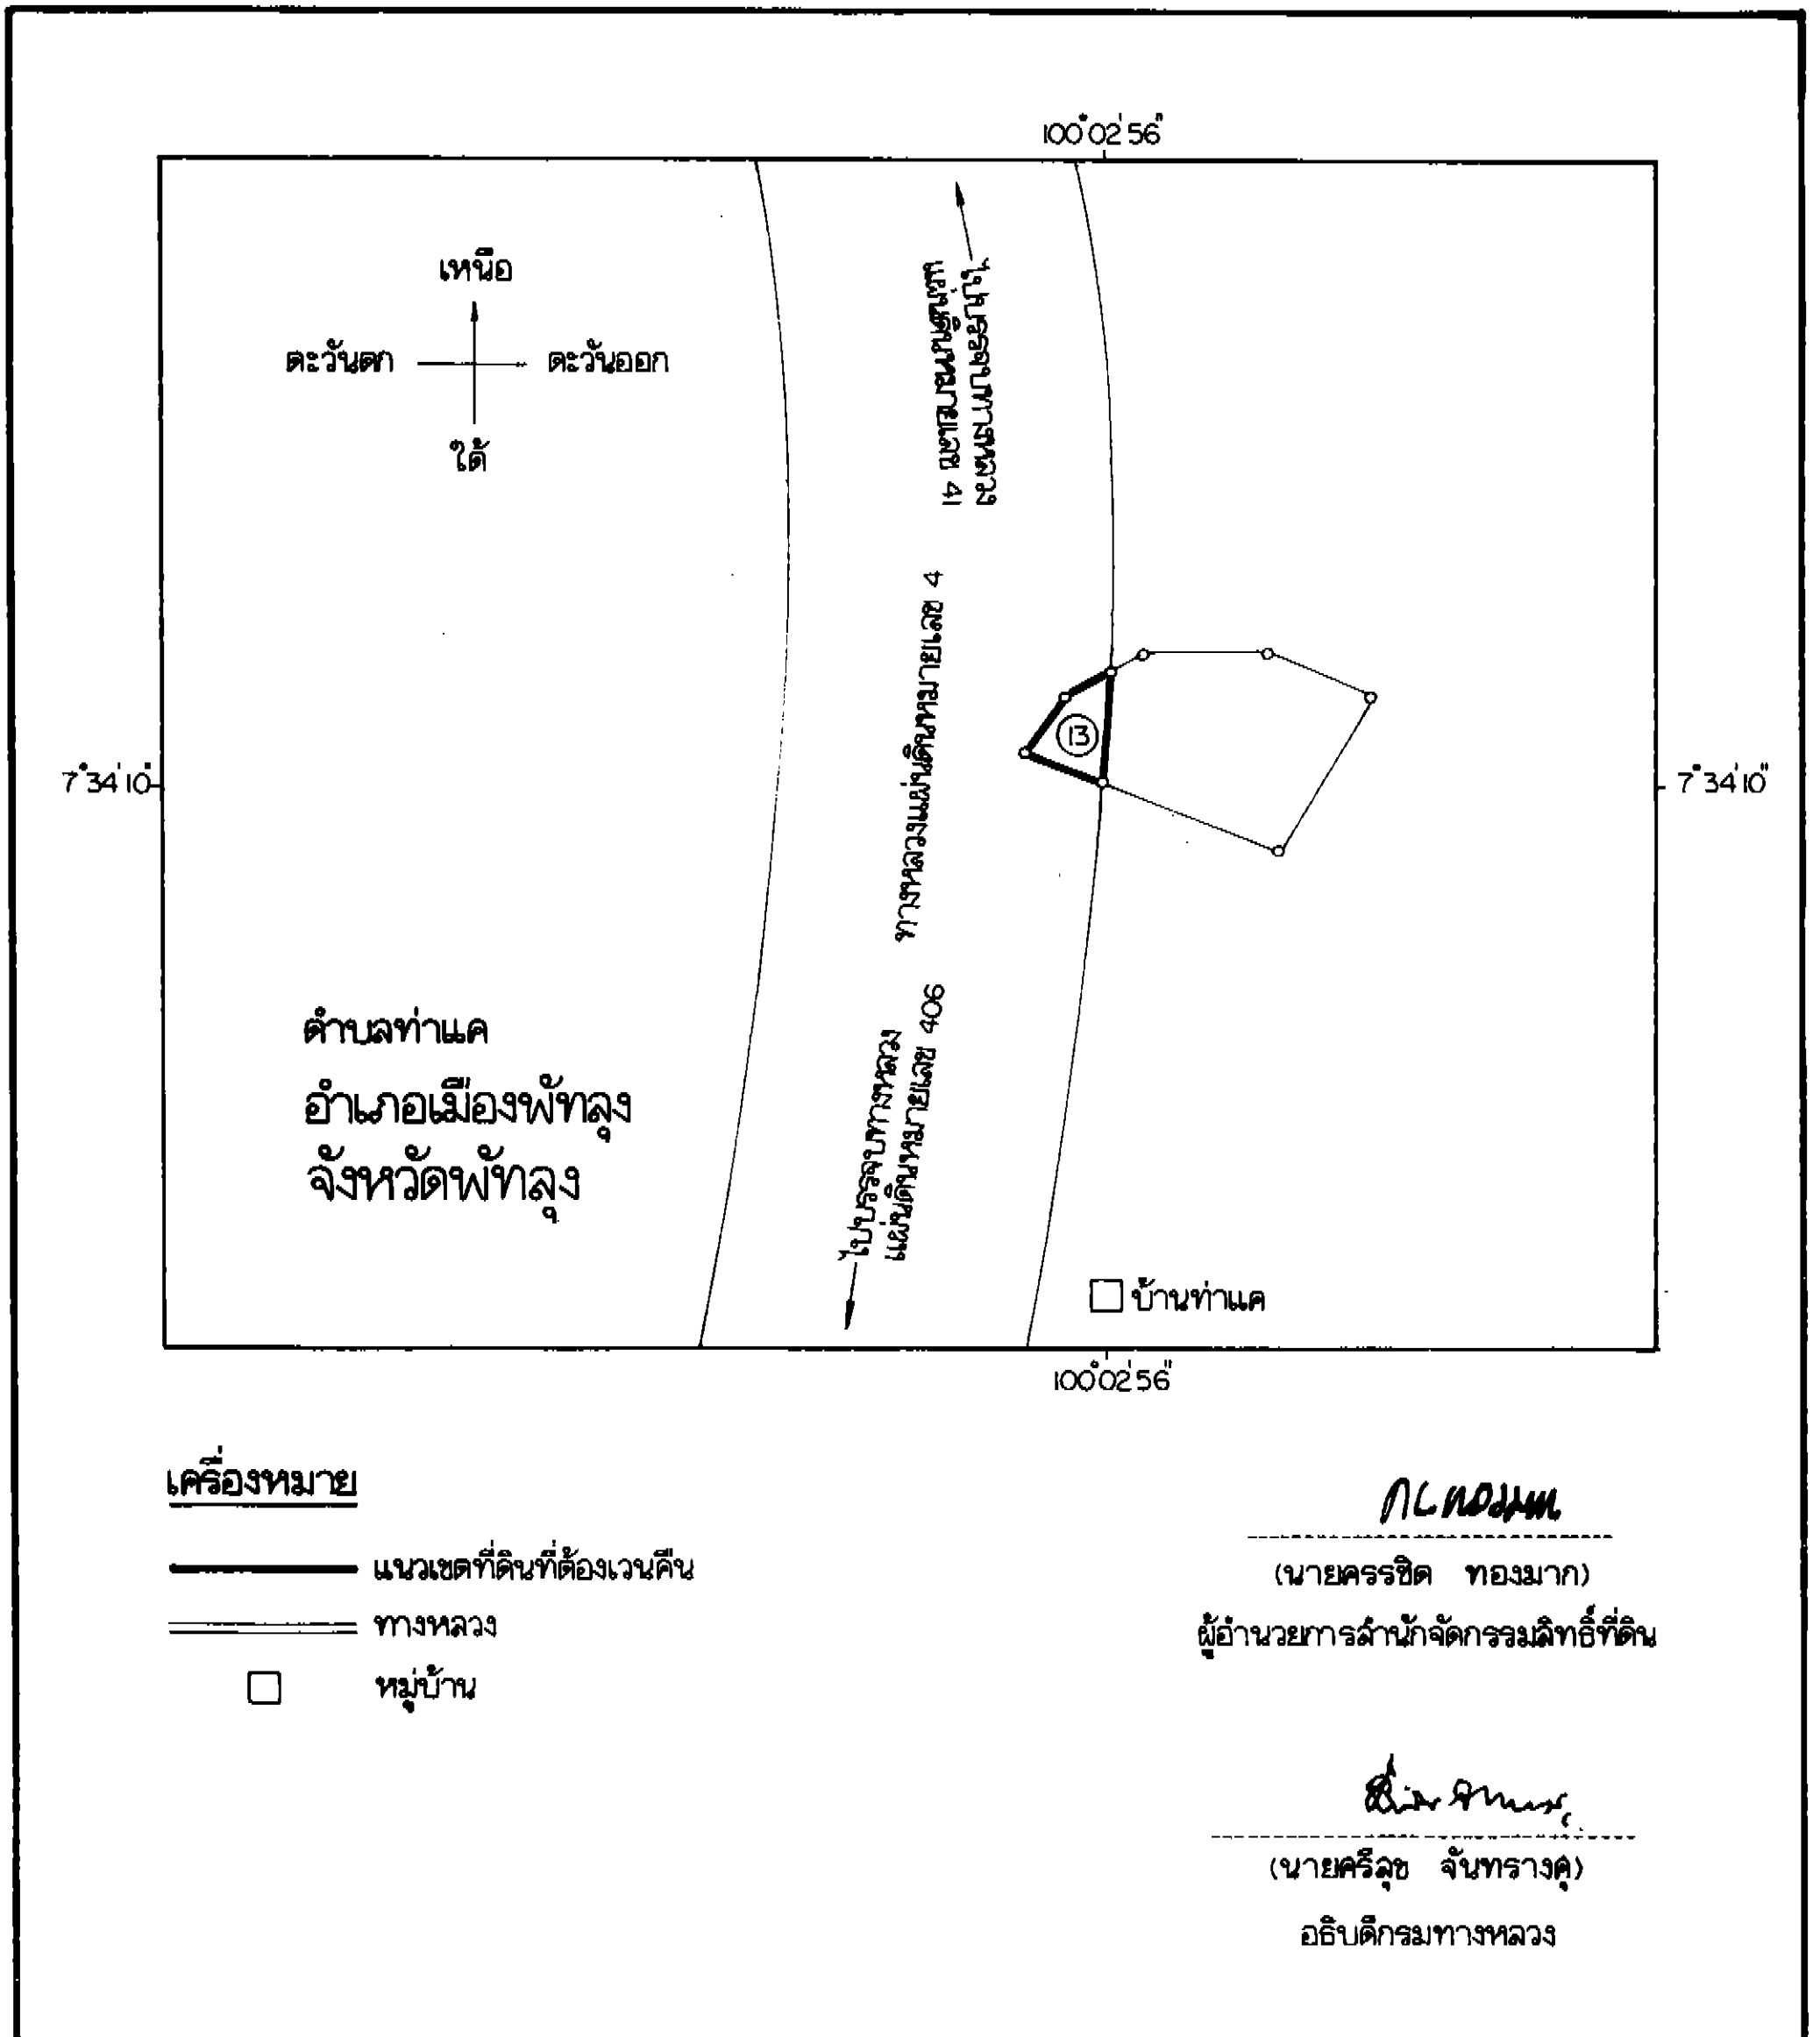 100°02'56"
เหนือ
ตะวันตก ตะวันออก
ใต้
ไปบรรจบทางหลวง
แผ่นดินหมายเลข 41
ทางหลวงแผ่นดินหมายเลข 4
13
7°34'10"
7°34'10"
ไปบรรจบทางหลวง
แผ่นดินหมายเลข 406
ตำบลท่าแค
อำเภอเมืองพัทลุง
จังหวัดพัทลุง
บ้านท่าแค
100°02'56"
เครื่องหมาย
แนวเขตที่ดินที่ต้องเวนคืน
ทางหลวง
หมู่บ้าน
(นายครรชิต ทองมาก)
ผู้อำนวยการสำนักจัดกรรมสิทธิ์ที่ดิน
(นายศรีสุข จันทรางศุ)
อธิบดีกรมทางหลวง